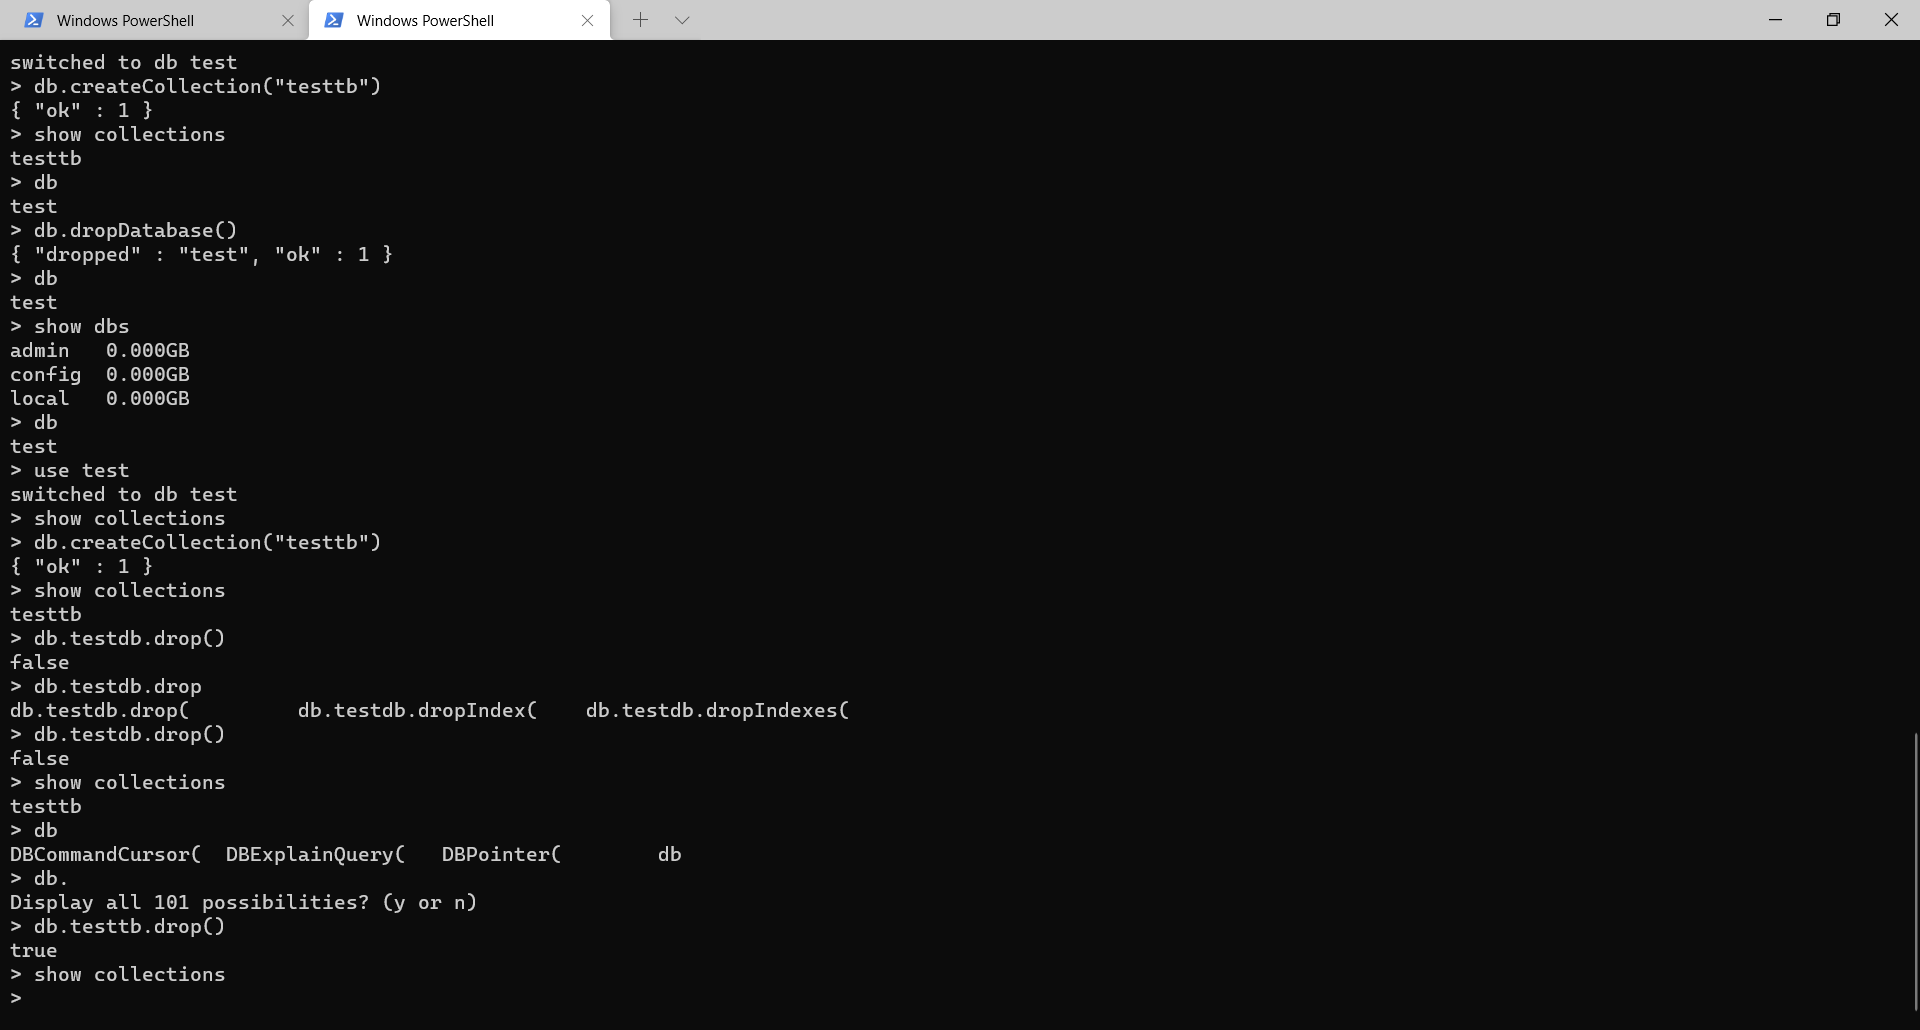 Windows PowerShell
Windows PowerShell
switched to db test
> db.createCollection("testtb")
{ "ok" : 1 }
> show collections
testtb
> db
test
> db.dropDatabase()
{ "dropped" : "test", "ok" : 1 }
> db
test
> show dbs
admin   0.000GB
config  0.000GB
local   0.000GB
> db
test
> use test
switched to db test
> show collections
> db.createCollection("testtb")
{ "ok" : 1 }
> show collections
testtb
> db.testdb.drop()
false
> db.testdb.drop
db.testdb.drop(         db.testdb.dropIndex(    db.testdb.dropIndexes(
> db.testdb.drop()
false
> show collections
testtb
> db
DBCommandCursor(  DBExplainQuery(   DBPointer(        db
> db.
Display all 101 possibilities? (y or n)
> db.testtb.drop()
true
> show collections
>